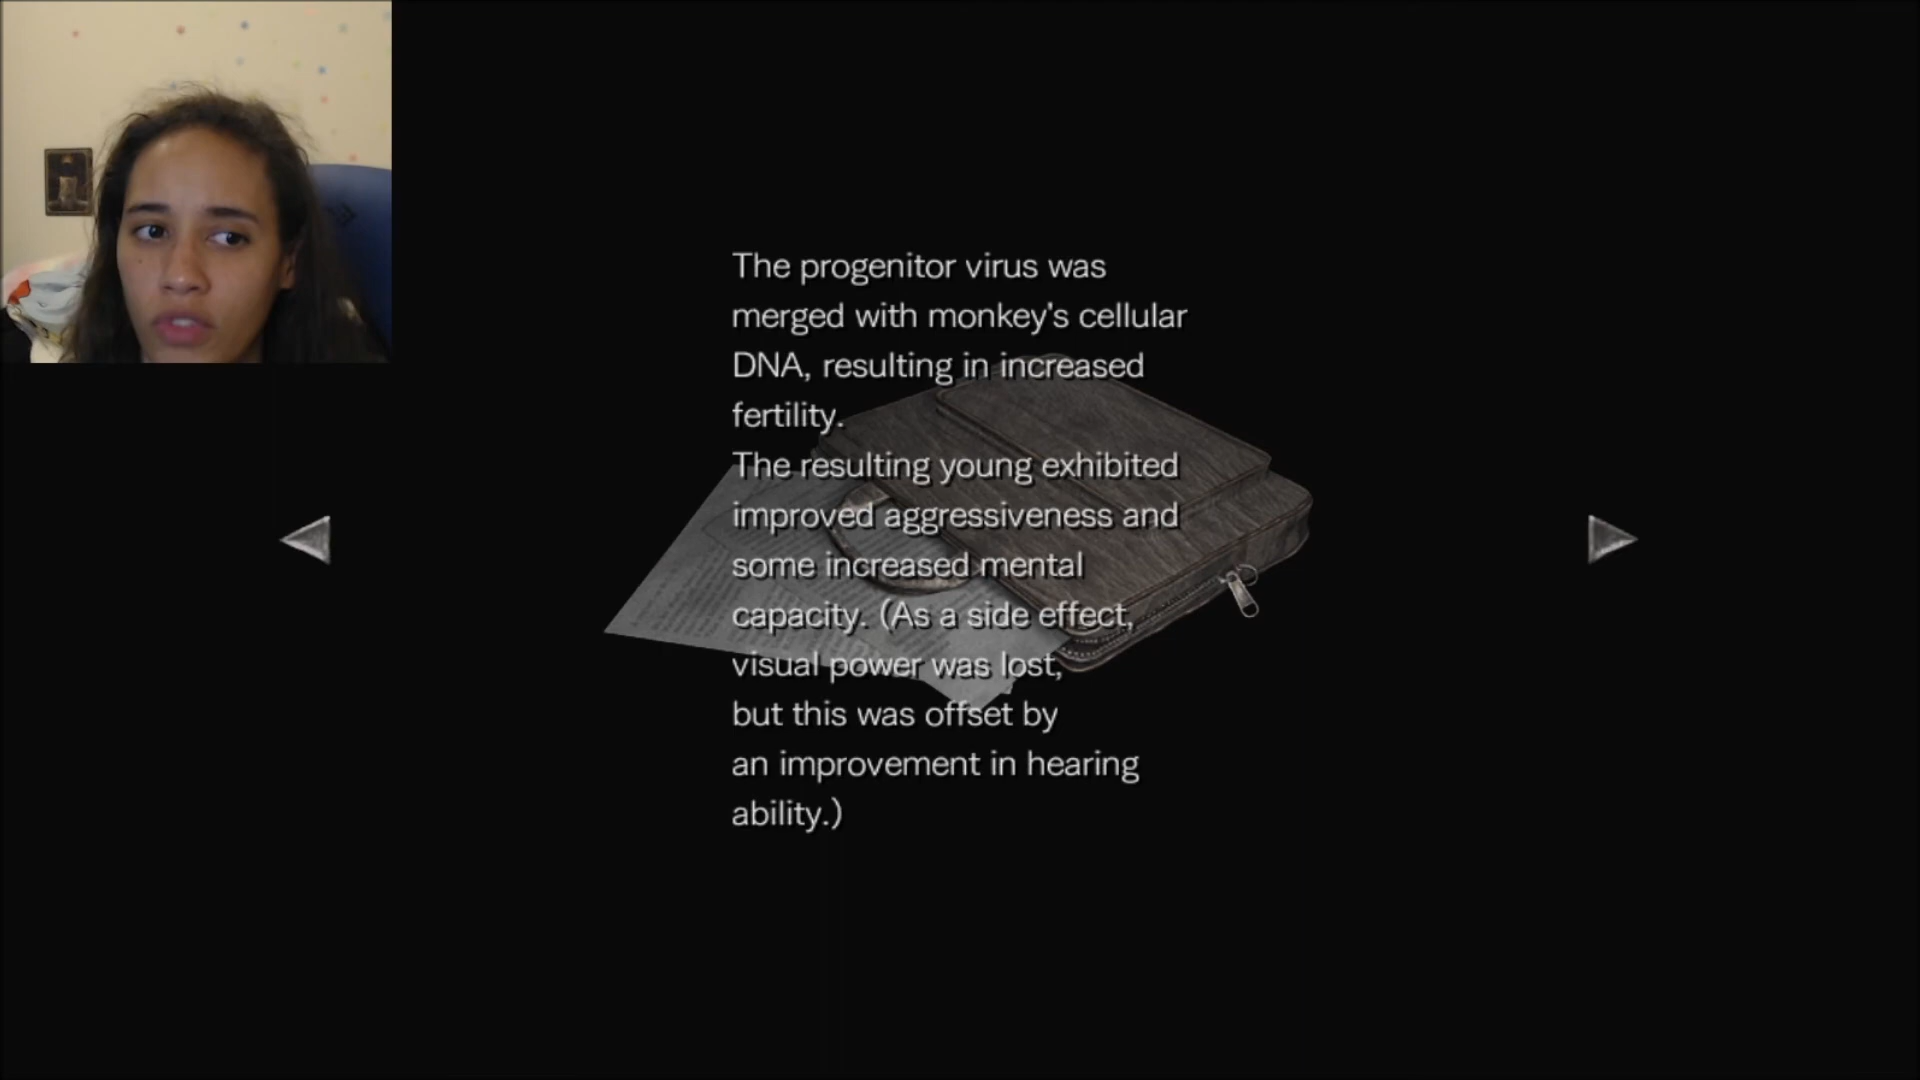 The progenitor virus was
merged with monkey's cellular
DNA, resulting in increased
fertility.
The resulting young exhibited
improved aggressiveness and
some increased mental
capacity. (As a side effect,
visual power was lost,
but this was offset by
an improvement in hearing
ability.)